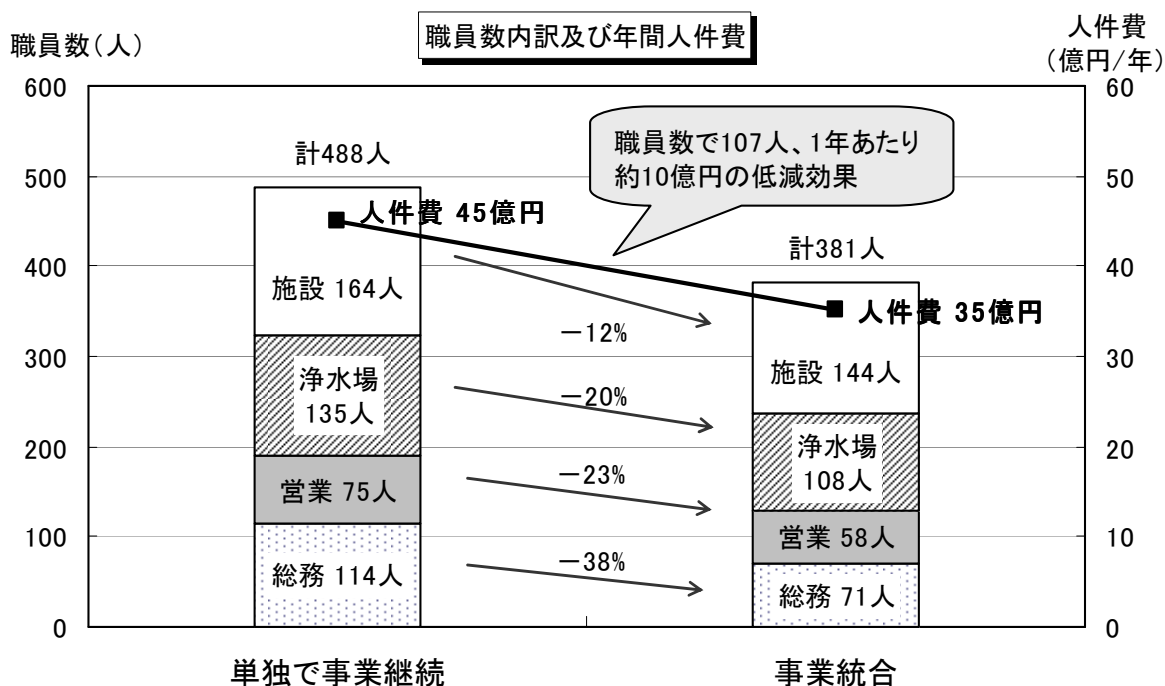 職員数内訳及び年間人件費
職員数（人）
人件費
（億円/年）
600
500
400
300
200
100
0
60
50
40
30
20
10
0
計488人
人件費 45億円
施設 164人
浄水場
135人
営業 75人
総務 114人
職員数で107人、1年あたり
約10億円の低減効果
－12%
－20%
－23%
－38%
計381人
人件費 35億円
施設 144人
浄水場
108人
営業 58人
総務 71人
単独で事業継続
事業統合